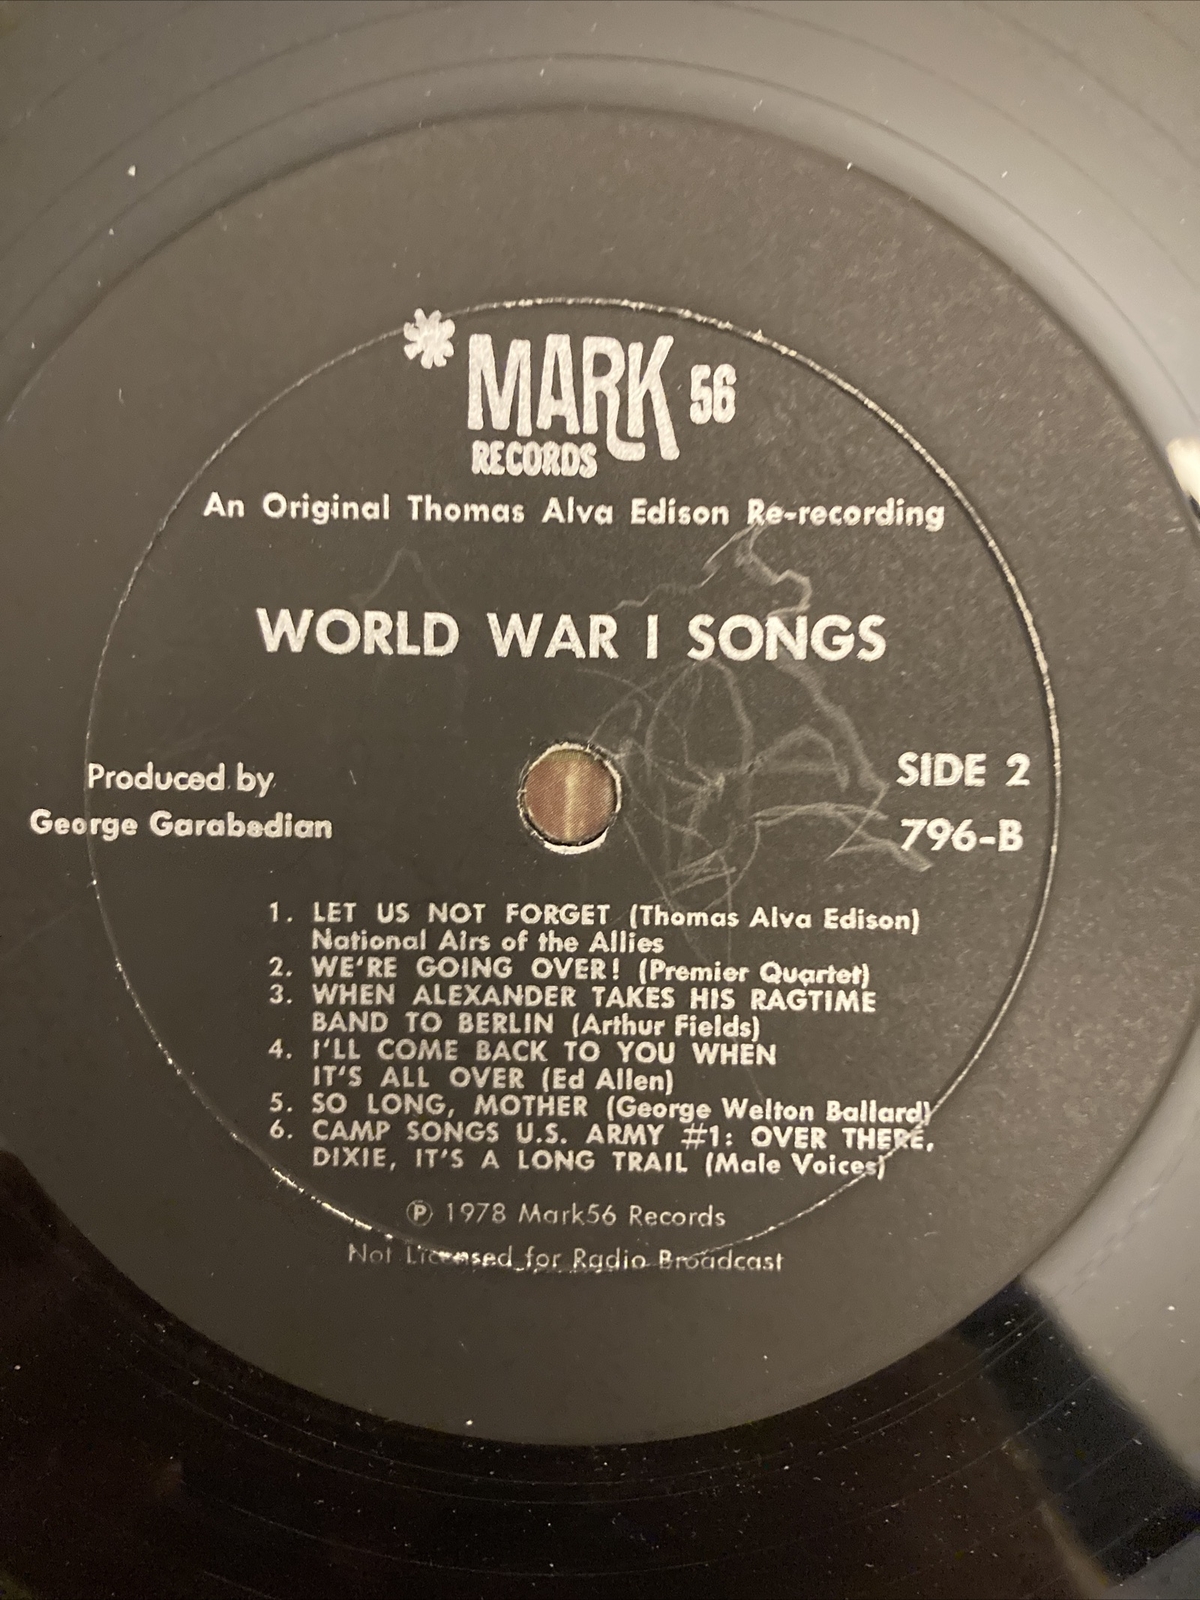 MARK 56
RECORDS
An Original Thomas Alva Edison Re-recording
WORLD WAR I SONGS
Produced by
George Garabedian
SIDE 2
796-B
1. LET US NOT FORGET (Thomas Alva Edison)
National Airs of the Allies
2. WE'RE GOING OVER! (Premier Quartet)
3. WHEN ALEXANDER TAKES HIS RAGTIME
BAND TO BERLIN (Arthur Fields)
4. I'LL COME BACK TO YOU WHEN
IT'S ALL OVER (Ed Allen)
5. SO LONG, MOTHER (George Welton Ballard)
6. CAMP SONGS U.S. ARMY #1: OVER THERE,
DIXIE, IT'S A LONG TRAIL (Male Voices)
℗ 1978 Mark56 Records
Not Licensed for Radio Broadcast